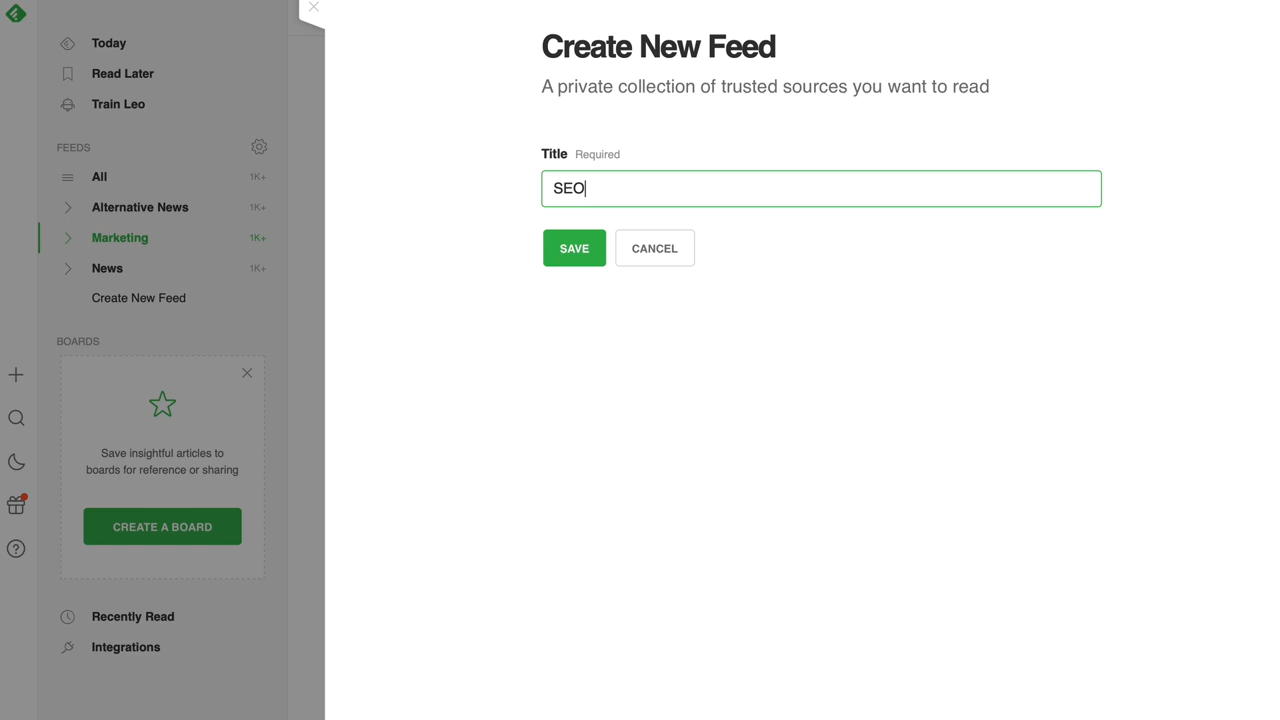 Today
Read Later
Train Leo
FEEDS
All 1K+
Alternative News 1K+
Marketing 1K+
News 1K+
Create New Feed
BOARDS
Save insightful articles to
boards for reference or sharing
CREATE A BOARD
Recently Read
Integrations
Create New Feed
A private collection of trusted sources you want to read
Title Required
SEO
SAVE CANCEL